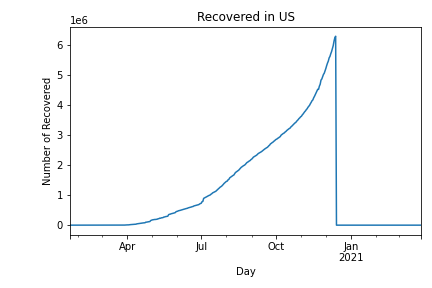 Recovered in US
1e6
6
5
4
3
2
1
0
Number of Recovered
Apr
Jul
Oct
Jan
2021
Day